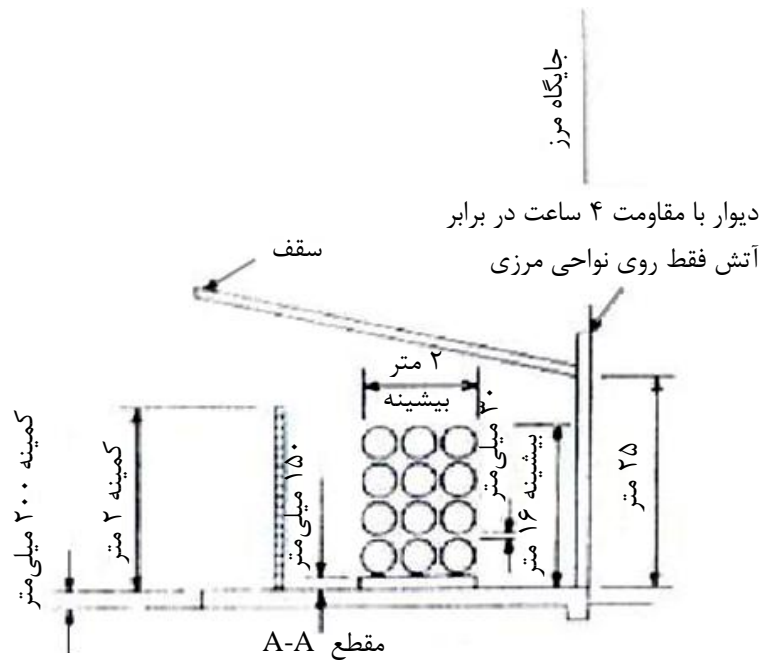 جایگاه مرز
دیوار با مقاومت ۴ ساعت در برابر
آتش فقط روی نواحی مرزی
سقف
۲ متر
بیشینه
۳۰ میلی‌متر
بیشینه ۱۶ متر
۲۵ متر
۱۵۰ میلی‌متر
کمینه ۲ متر
کمینه ۲۰۰ میلی‌متر
مقطع A-A